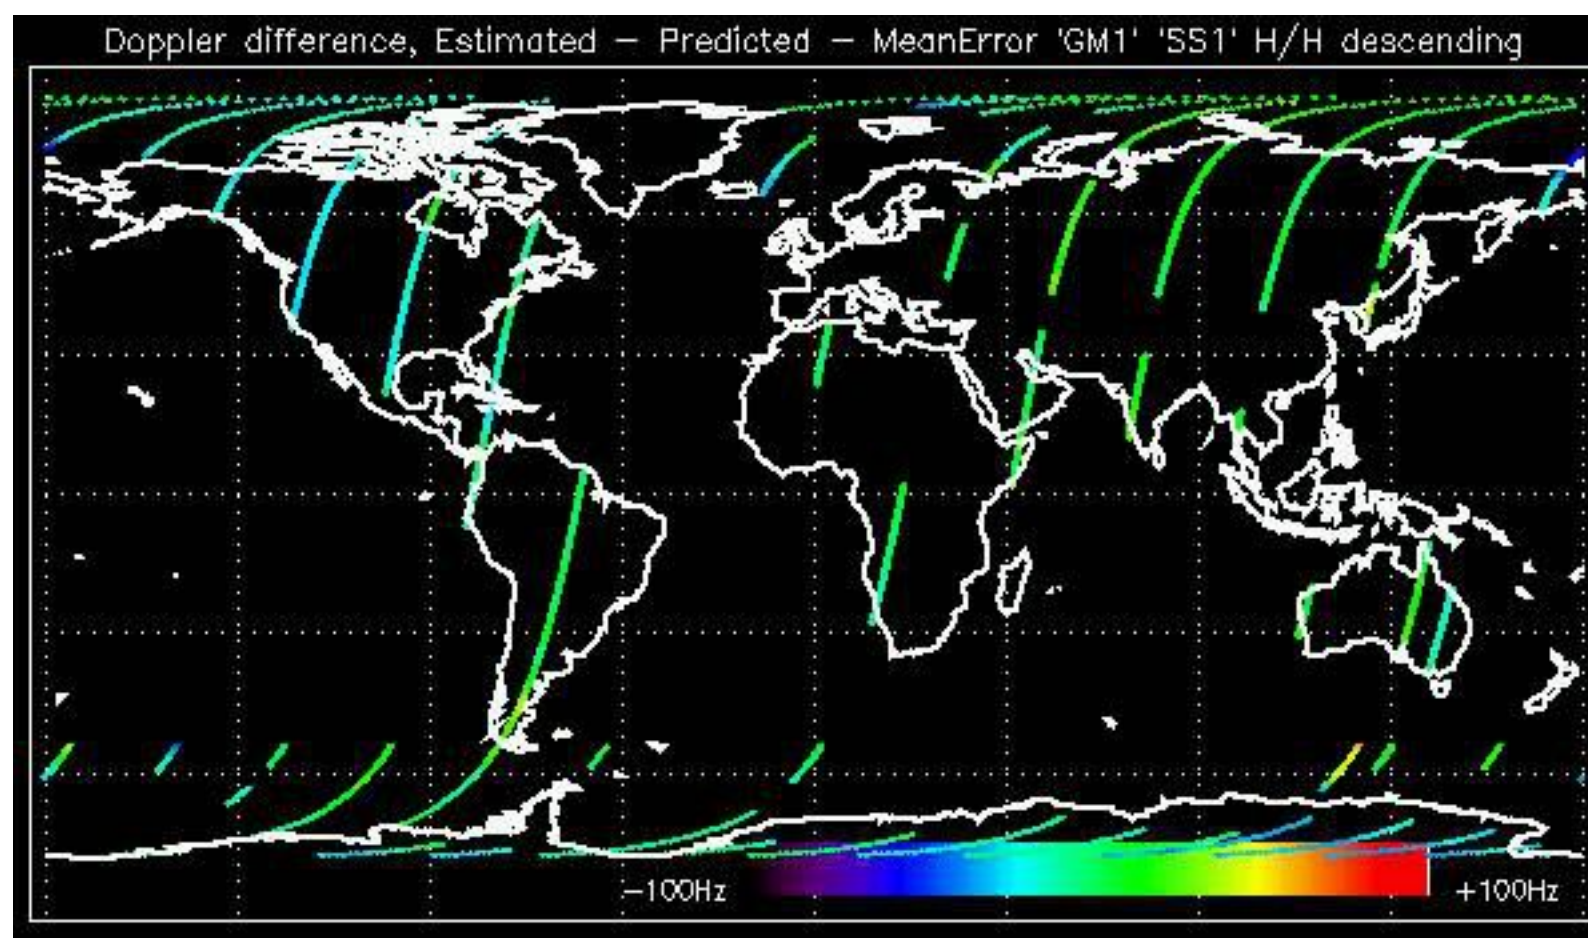 Doppler difference, Estimated – Predicted – MeanError 'GM1' 'SS1' H/H descending
-100Hz
+100Hz